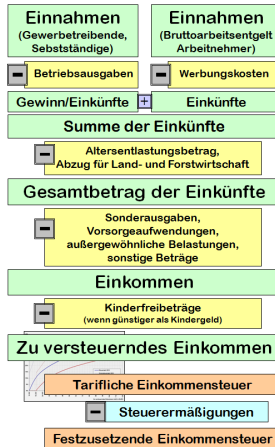 Einnahmen
(Gewerbetreibende,
Sebstständige)
Einnahmen
(Bruttoarbeitsentgelt
Arbeitnehmer)
− Betriebsausgaben
− Werbungskosten
Gewinn/Einkünfte + Einkünfte
Summe der Einkünfte
− Altersentlastungsbetrag,
Abzug für Land- und Forstwirtschaft
Gesamtbetrag der Einkünfte
− Sonderausgaben,
Vorsorgeaufwendungen,
außergewöhnliche Belastungen,
sonstige Beträge
Einkommen
− Kinderfreibeträge
(wenn günstiger als Kindergeld)
Zu versteuerndes Einkommen
Tarifliche Einkommensteuer
− Steuerermäßigungen
Festzusetzende Einkommensteuer